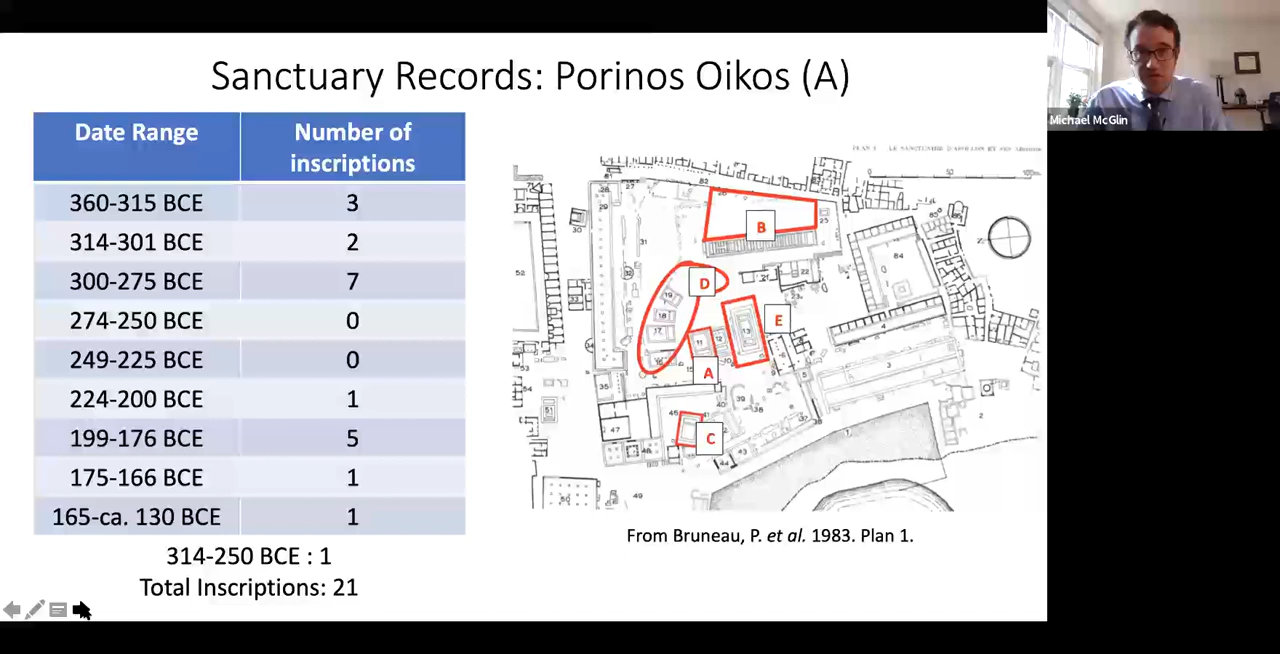 Sanctuary Records: Porinos Oikos (A)
Date Range Number of inscriptions
360-315 BCE 3
314-301 BCE 2
300-275 BCE 7
274-250 BCE 0
249-225 BCE 0
224-200 BCE 1
199-176 BCE 5
175-166 BCE 1
165-ca. 130 BCE 1
314-250 BCE : 1
Total Inscriptions: 21
B
D
E
A
C
From Bruneau, P. et al. 1983. Plan 1.
Michael McGlin